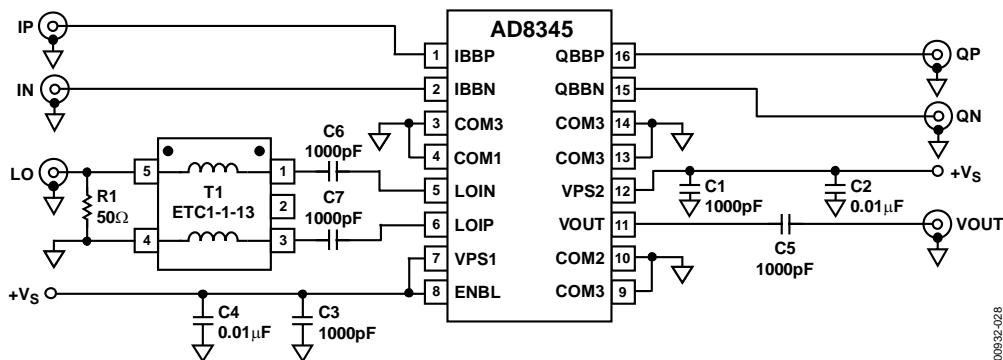 AD8345
IP
1
IBBP
QBBP
16
QP
IN
2
IBBN
QBBN
15
QN
3
COM3
COM3
14
C6
1000pF
4
COM1
COM3
13
LO
R1
50Ω
5
T1
ETC1-1-13
1
2
C7
1000pF
5
LOIN
VPS2
12
C1
1000pF
C2
0.01μF
+VS
4
3
6
LOIP
VOUT
11
C5
1000pF
VOUT
7
VPS1
COM2
10
+VS
8
ENBL
COM3
9
C4
0.01μF
C3
1000pF
00932-028